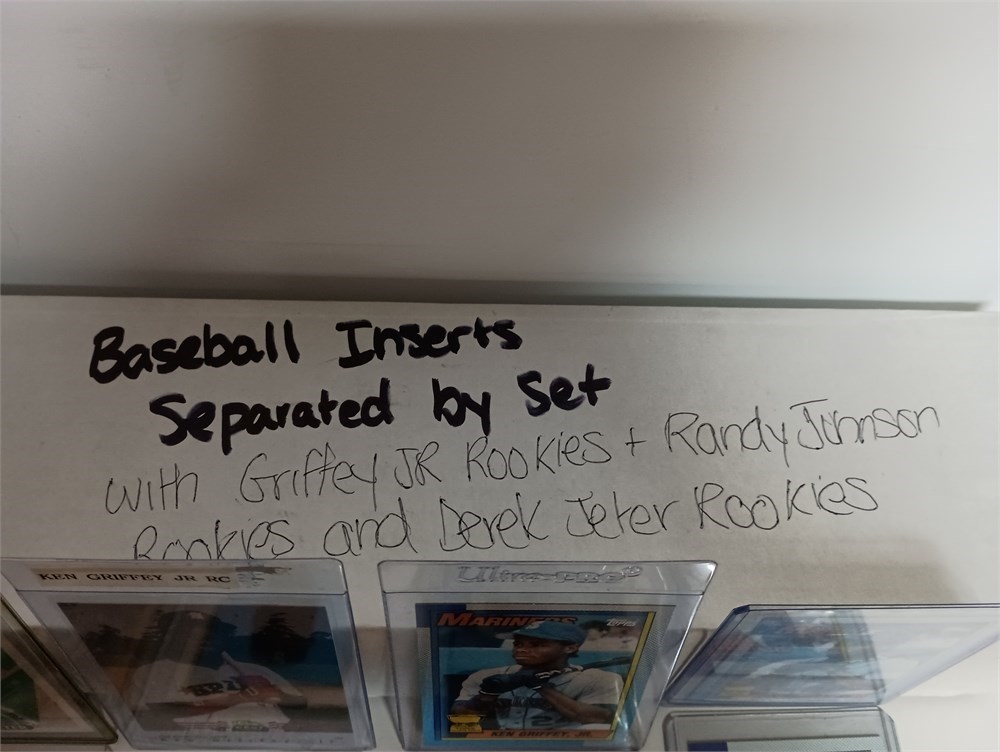 Baseball Inserts
Separated by Set
with Griffey JR Rookies + Randy Johnson
Rookies and Derek Jeter Rookies
KEN GRIFFEY JR RC
Ultra-PRO®
MARINERS
TOPPS
KEN GRIFFEY, JR.